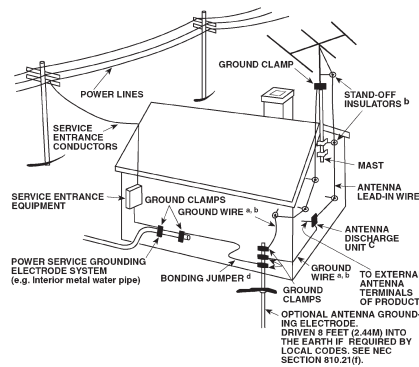 GROUND CLAMP
POWER LINES
STAND-OFF
INSULATORS b
SERVICE
ENTRANCE
CONDUCTORS
MAST
ANTENNA
LEAD-IN WIRE
SERVICE ENTRANCE
EQUIPMENT
GROUND CLAMPS
GROUND WIRE a, b
ANTENNA
DISCHARGE
UNIT C
POWER SERVICE GROUNDING
ELECTRODE SYSTEM
(e.g. Interior metal water pipe)
BONDING JUMPER d
GROUND
WIRE a, b
GROUND
CLAMPS
TO EXTERNA
ANTENNA
TERMINALS
OF PRODUCT
OPTIONAL ANTENNA GROUND-
ING ELECTRODE.
DRIVEN 8 FEET (2.44M) INTO
THE EARTH IF REQUIRED BY
LOCAL CODES. SEE NEC
SECTION 810.21(f).